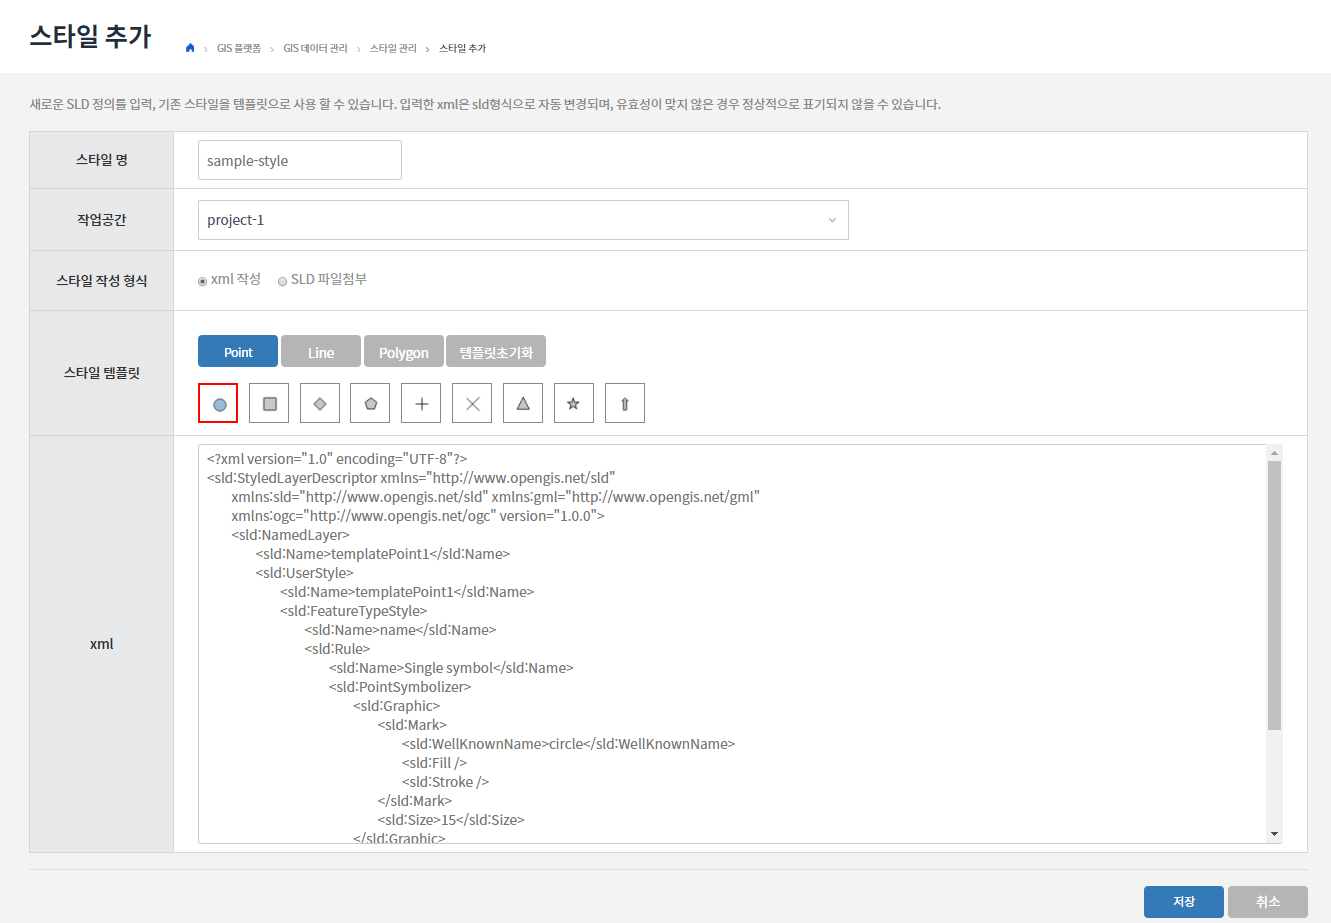 스타일 추가
GIS 플랫폼 > GIS 데이터 관리 > 스타일 관리 > 스타일 추가
새로운 SLD 정의를 입력, 기존 스타일을 템플릿으로 사용 할 수 있습니다. 입력한 xml은 sld형식으로 자동 변경되며, 유효성이 맞지 않은 경우 정상적으로 표기되지 않을 수 있습니다.
스타일 명
sample-style
작업공간
project-1
스타일 작성 형식
xml 작성 SLD 파일첨부
스타일 템플릿
Point Line Polygon 템플릿초기화
xml
<?xml version="1.0" encoding="UTF-8"?>
<sld:StyledLayerDescriptor xmlns="http://www.opengis.net/sld"
xmlns:sld="http://www.opengis.net/sld" xmlns:gml="http://www.opengis.net/gml"
xmlns:ogc="http://www.opengis.net/ogc" version="1.0.0">
<sld:NamedLayer>
<sld:Name>templatePoint1</sld:Name>
<sld:UserStyle>
<sld:Name>templatePoint1</sld:Name>
<sld:FeatureTypeStyle>
<sld:Name>name</sld:Name>
<sld:Rule>
<sld:Name>Single symbol</sld:Name>
<sld:PointSymbolizer>
<sld:Graphic>
<sld:Mark>
<sld:WellKnownName>circle</sld:WellKnownName>
<sld:Fill />
<sld:Stroke />
</sld:Mark>
<sld:Size>15</sld:Size>
</sld:Graphic>
저장 취소